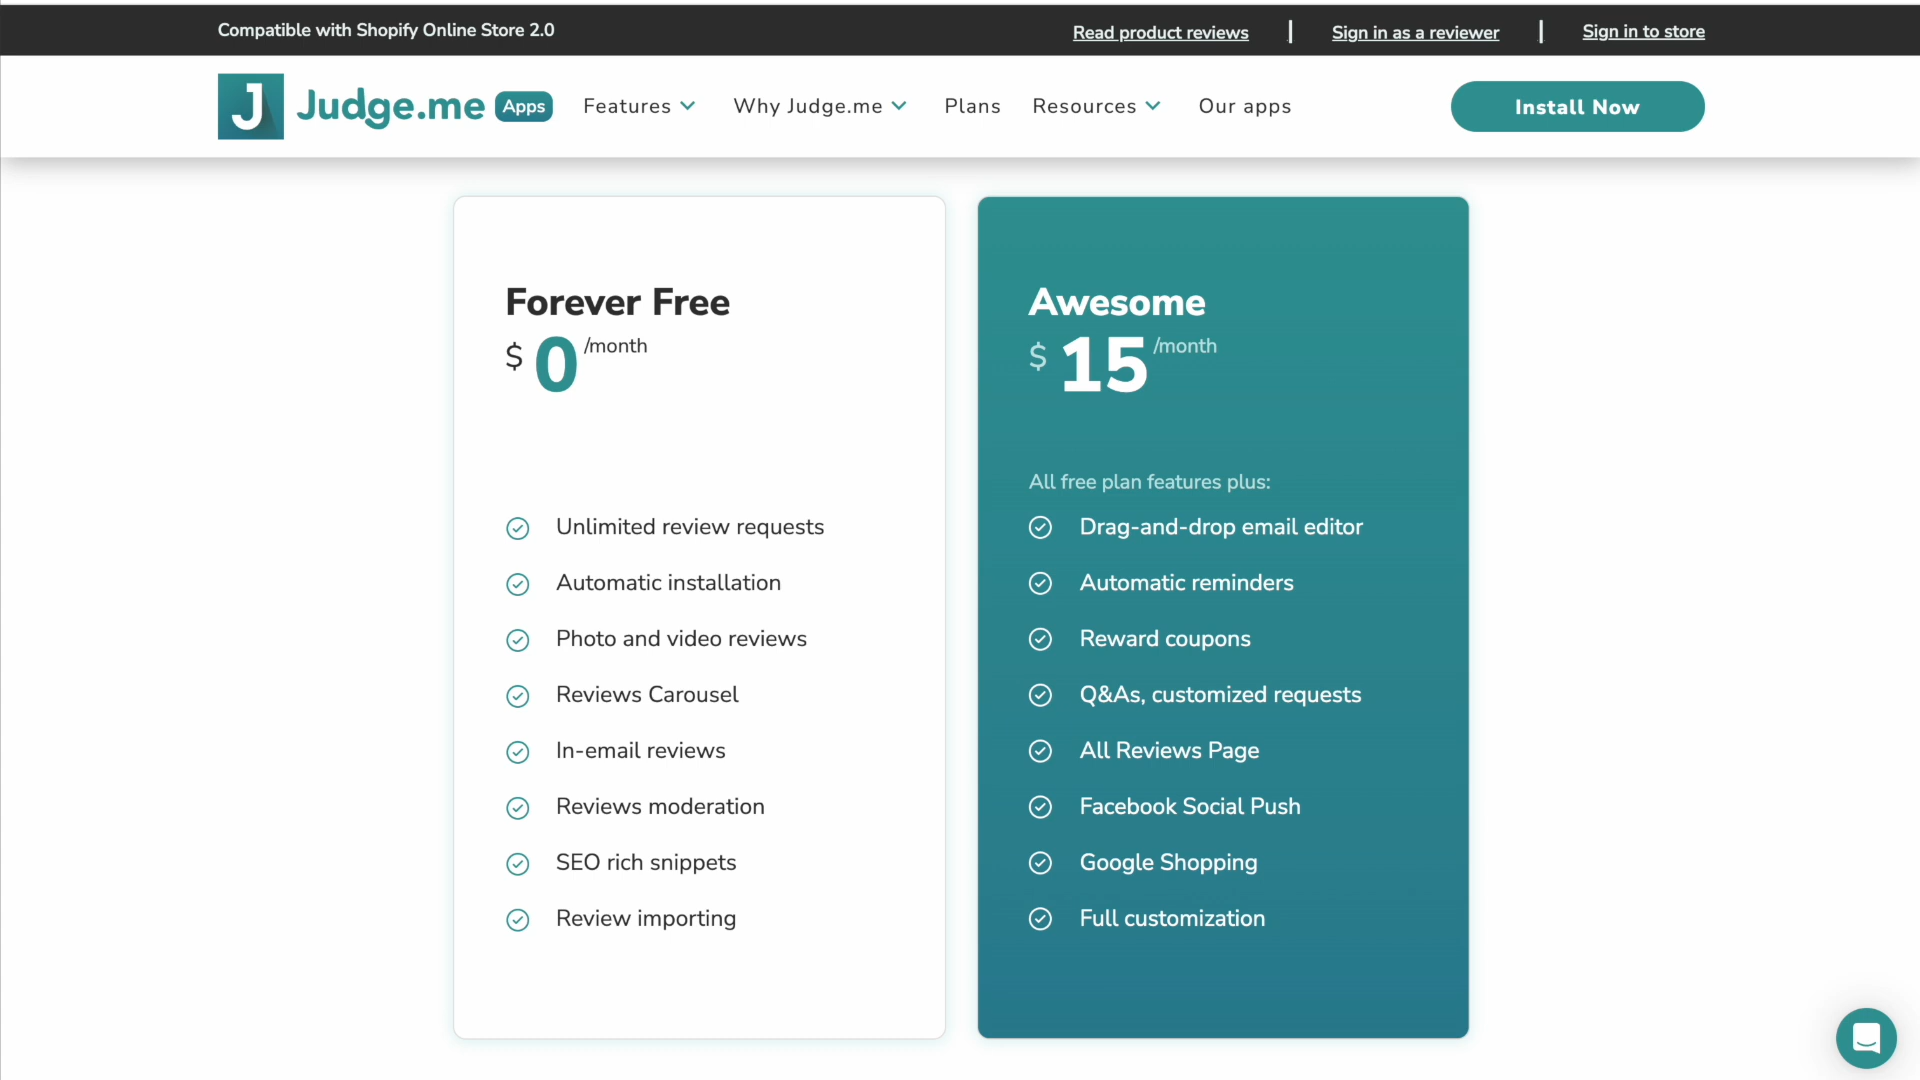 Compatible with Shopify Online Store 2.0
Read product reviews
Sign in as a reviewer
Sign in to store
J Judge.me Apps
Features
Why Judge.me
Plans
Resources
Our apps
Install Now
Forever Free
$ 0 /month
Unlimited review requests
Automatic installation
Photo and video reviews
Reviews Carousel
In-email reviews
Reviews moderation
SEO rich snippets
Review importing
Awesome
$ 15 /month
All free plan features plus:
Drag-and-drop email editor
Automatic reminders
Reward coupons
Q&As, customized requests
All Reviews Page
Facebook Social Push
Google Shopping
Full customization